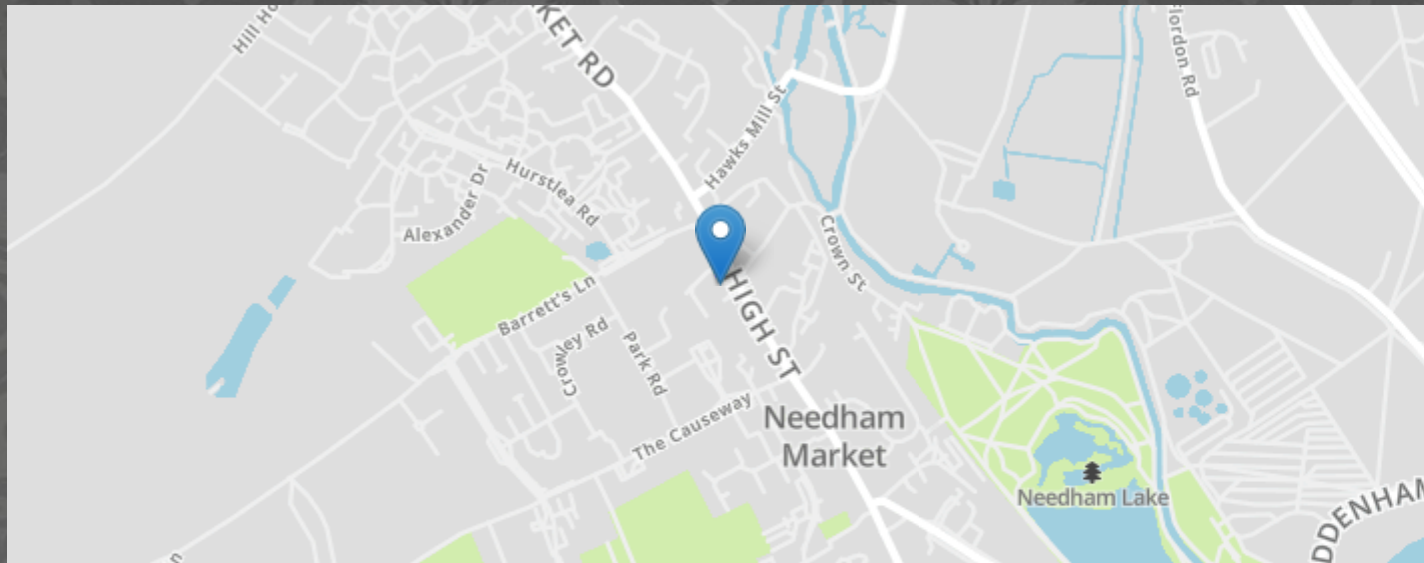 Hill Ho
KET RD
lordon Rd
Hawks Mill St
Hurstlea Rd
Alexander Dr
Crown St
Barrett's Ln
HIGH ST
Crowley Rd
Park Rd
The Causeway
Needham
Market
Needham Lake
DDENHAM
n